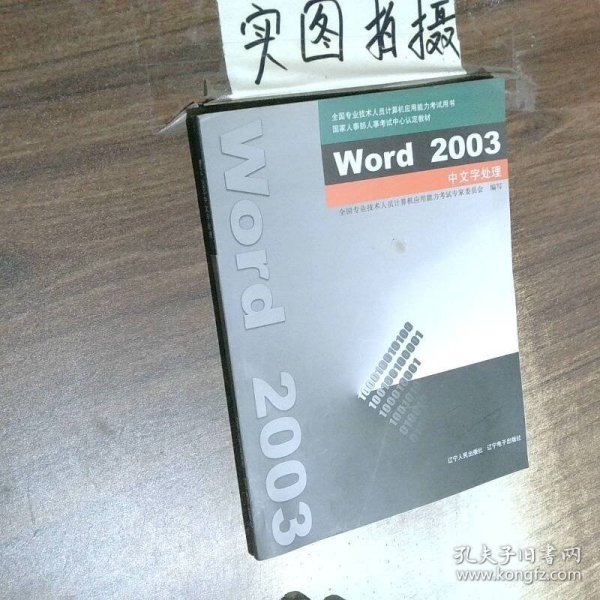 实图拍摄
全国专业技术人员计算机应用能力考试用书
国家人事部人事考试中心认定教材
Word 2003
中文字处理
全国专业技术人员计算机应用能力考试专家委员会 编写
Word 2003
100010010100
100100100001
100010001
辽宁人民出版社 辽宁电子出版社
孔夫子旧书网
www.kongfz.com